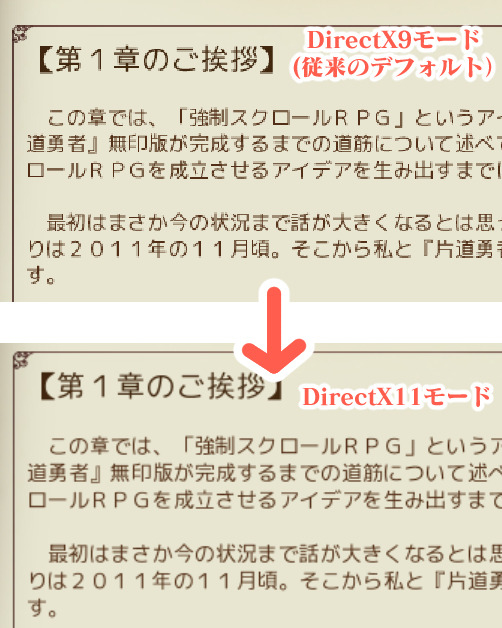 DirectX9モード
(従来のデフォルト)
【第１章のご挨拶】
　この章では、「強制スクロールＲＰＧ」というアイ
道勇者』無印版が完成するまでの道筋について述べて
ロールＲＰＧを成立させるアイデアを生み出すまでに
　最初はまさか今の状況まで話が大きくなるとは思っ
りは２０１１年の１１月頃。そこから私と『片道勇者
す。
【第１章のご挨拶】
DirectX11モード
　この章では、「強制スクロールＲＰＧ」というア
道勇者』無印版が完成するまでの道筋について述べ
ロールＲＰＧを成立させるアイデアを生み出すまで
　最初はまさか今の状況まで話が大きくなるとは思
りは２０１１年の１１月頃。そこから私と『片道勇
す。